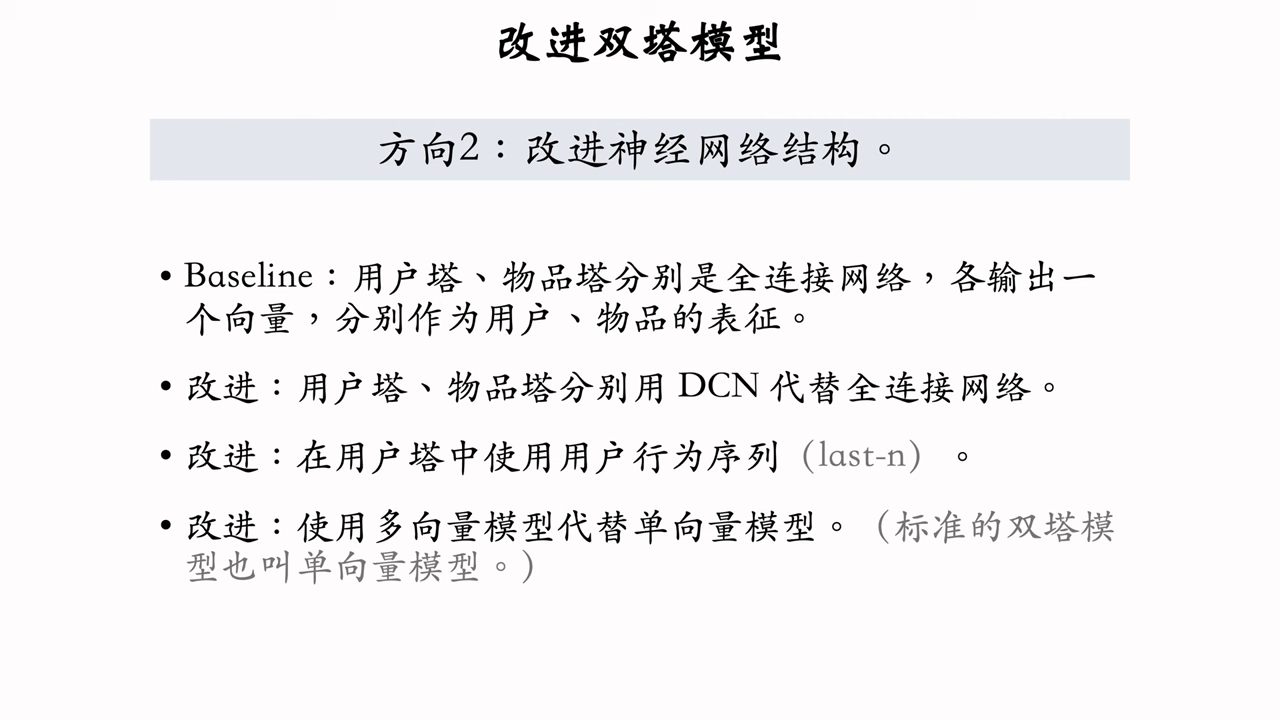 改进双塔模型
方向2：改进神经网络结构。
• Baseline：用户塔、物品塔分别是全连接网络，各输出一
个向量，分别作为用户、物品的表征。
• 改进：用户塔、物品塔分别用 DCN 代替全连接网络。
• 改进：在用户塔中使用用户行为序列（last-n）。
• 改进：使用多向量模型代替单向量模型。（标准的双塔模
型也叫单向量模型。）